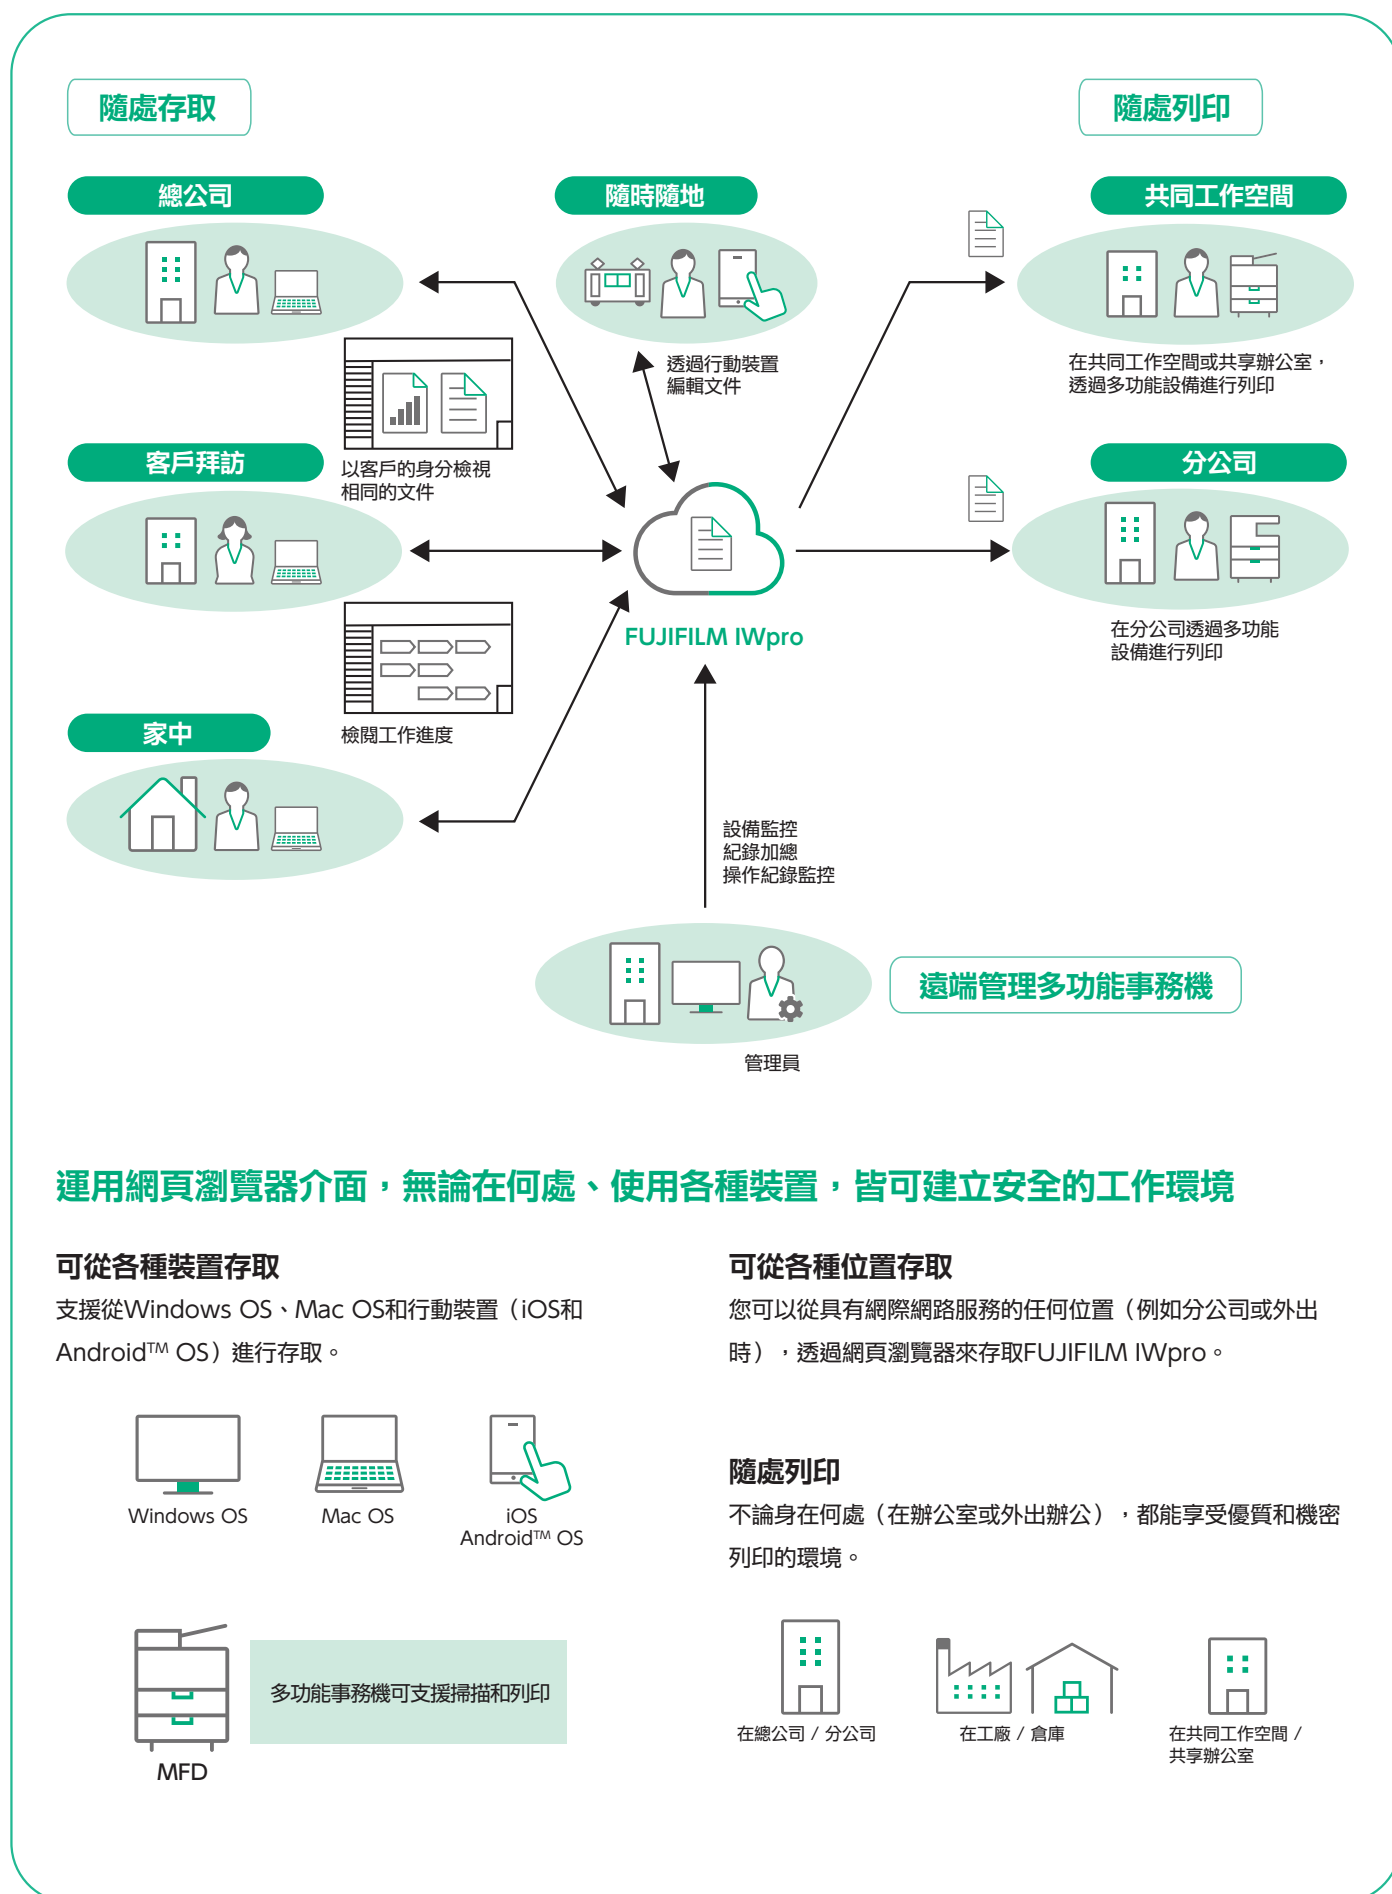 隨處存取
隨處列印
總公司
隨時隨地
共同工作空間
透過行動裝置
編輯文件
在共同工作空間或共享辦公室，
透過多功能設備進行列印
客戶拜訪
以客戶的身分檢視
相同的文件
分公司
FUJIFILM IWpro
在分公司透過多功能
設備進行列印
家中
檢閱工作進度
設備監控
紀錄加總
操作紀錄監控
遠端管理多功能事務機
管理員
運用網頁瀏覽器介面，無論在何處、使用各種裝置，皆可建立安全的工作環境
可從各種裝置存取
支援從Windows OS、Mac OS和行動裝置（iOS和
Android™ OS）進行存取。
Windows OS
Mac OS
iOS
Android™ OS
MFD
多功能事務機可支援掃描和列印
可從各種位置存取
您可以從具有網際網路服務的任何位置（例如分公司或外出
時），透過網頁瀏覽器來存取FUJIFILM IWpro。
隨處列印
不論身在何處（在辦公室或外出辦公），都能享受優質和機密
列印的環境。
在總公司 / 分公司
在工廠 / 倉庫
在共同工作空間 /
共享辦公室